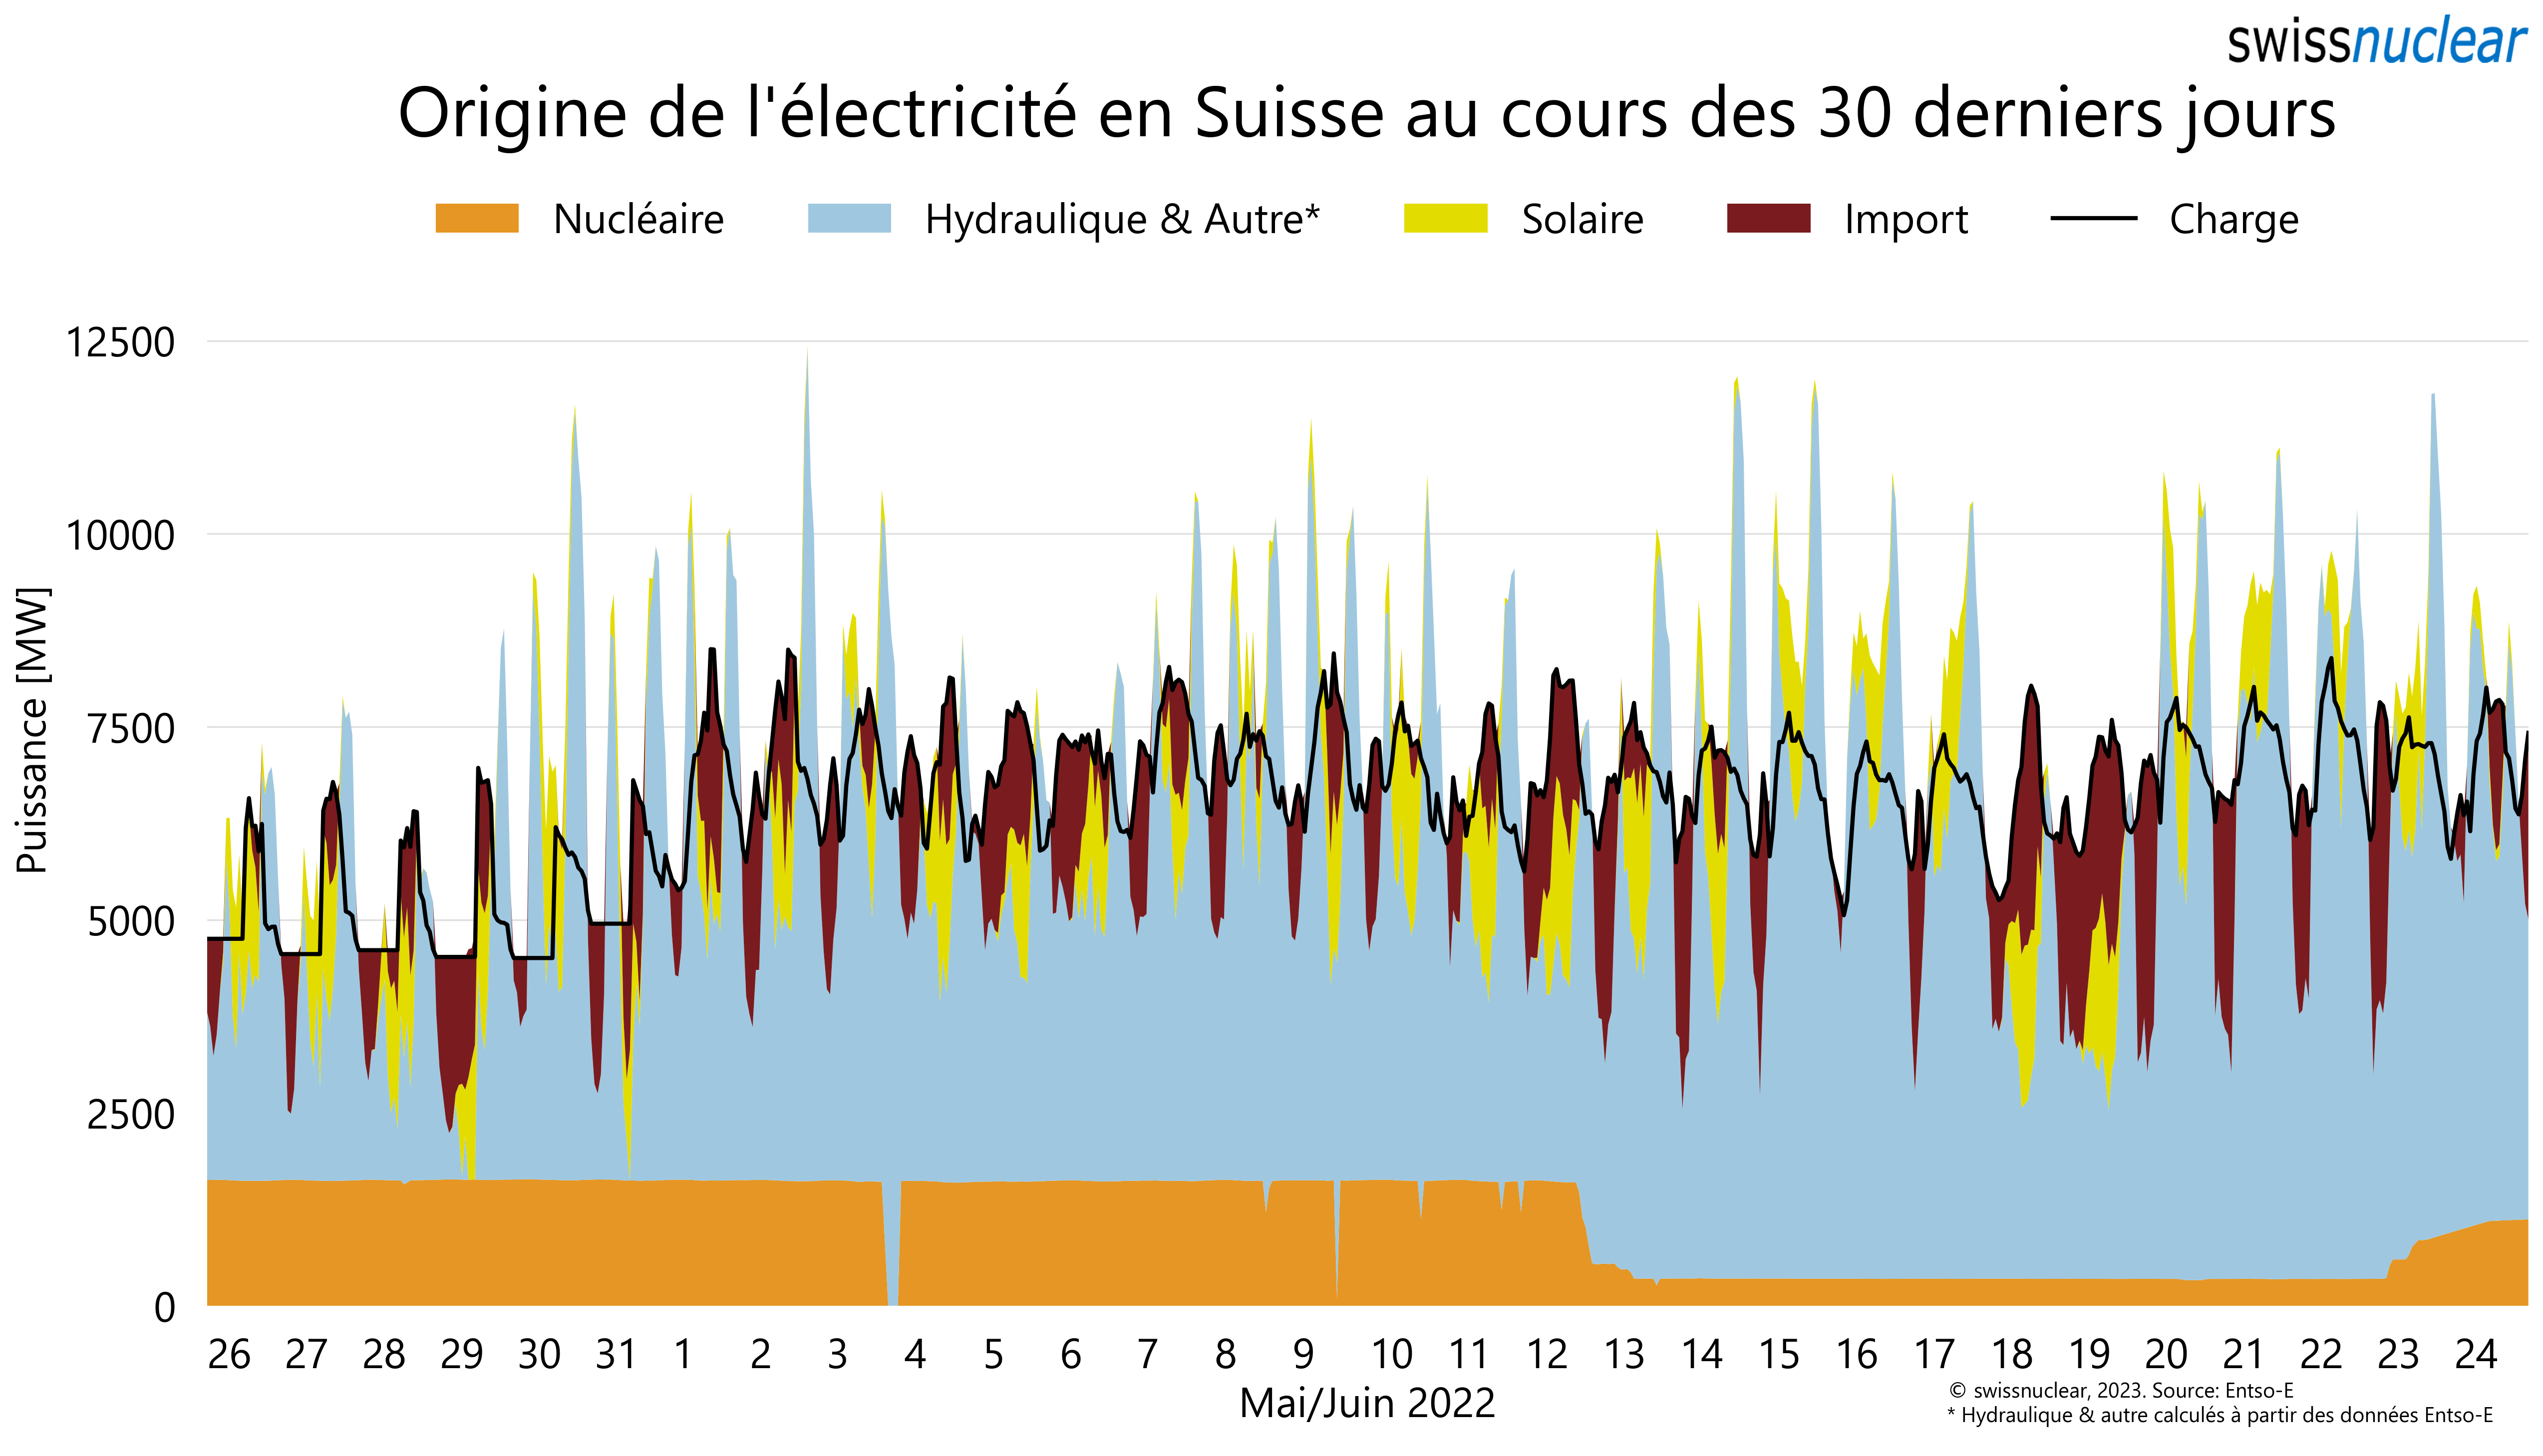 swissnuclear
Origine de l'électricité en Suisse au cours des 30 derniers jours
Nucléaire Hydraulique & Autre* Solaire Import Charge
12500
10000
7500
5000
2500
0
Puissance [MW]
26 27 28 29 30 31 1 2 3 4 5 6 7 8 9 10 11 12 13 14 15 16 17 18 19 20 21 22 23 24
Mai/Juin 2022
© swissnuclear, 2023. Source: Entso-E
* Hydraulique & autre calculés à partir des données Entso-E